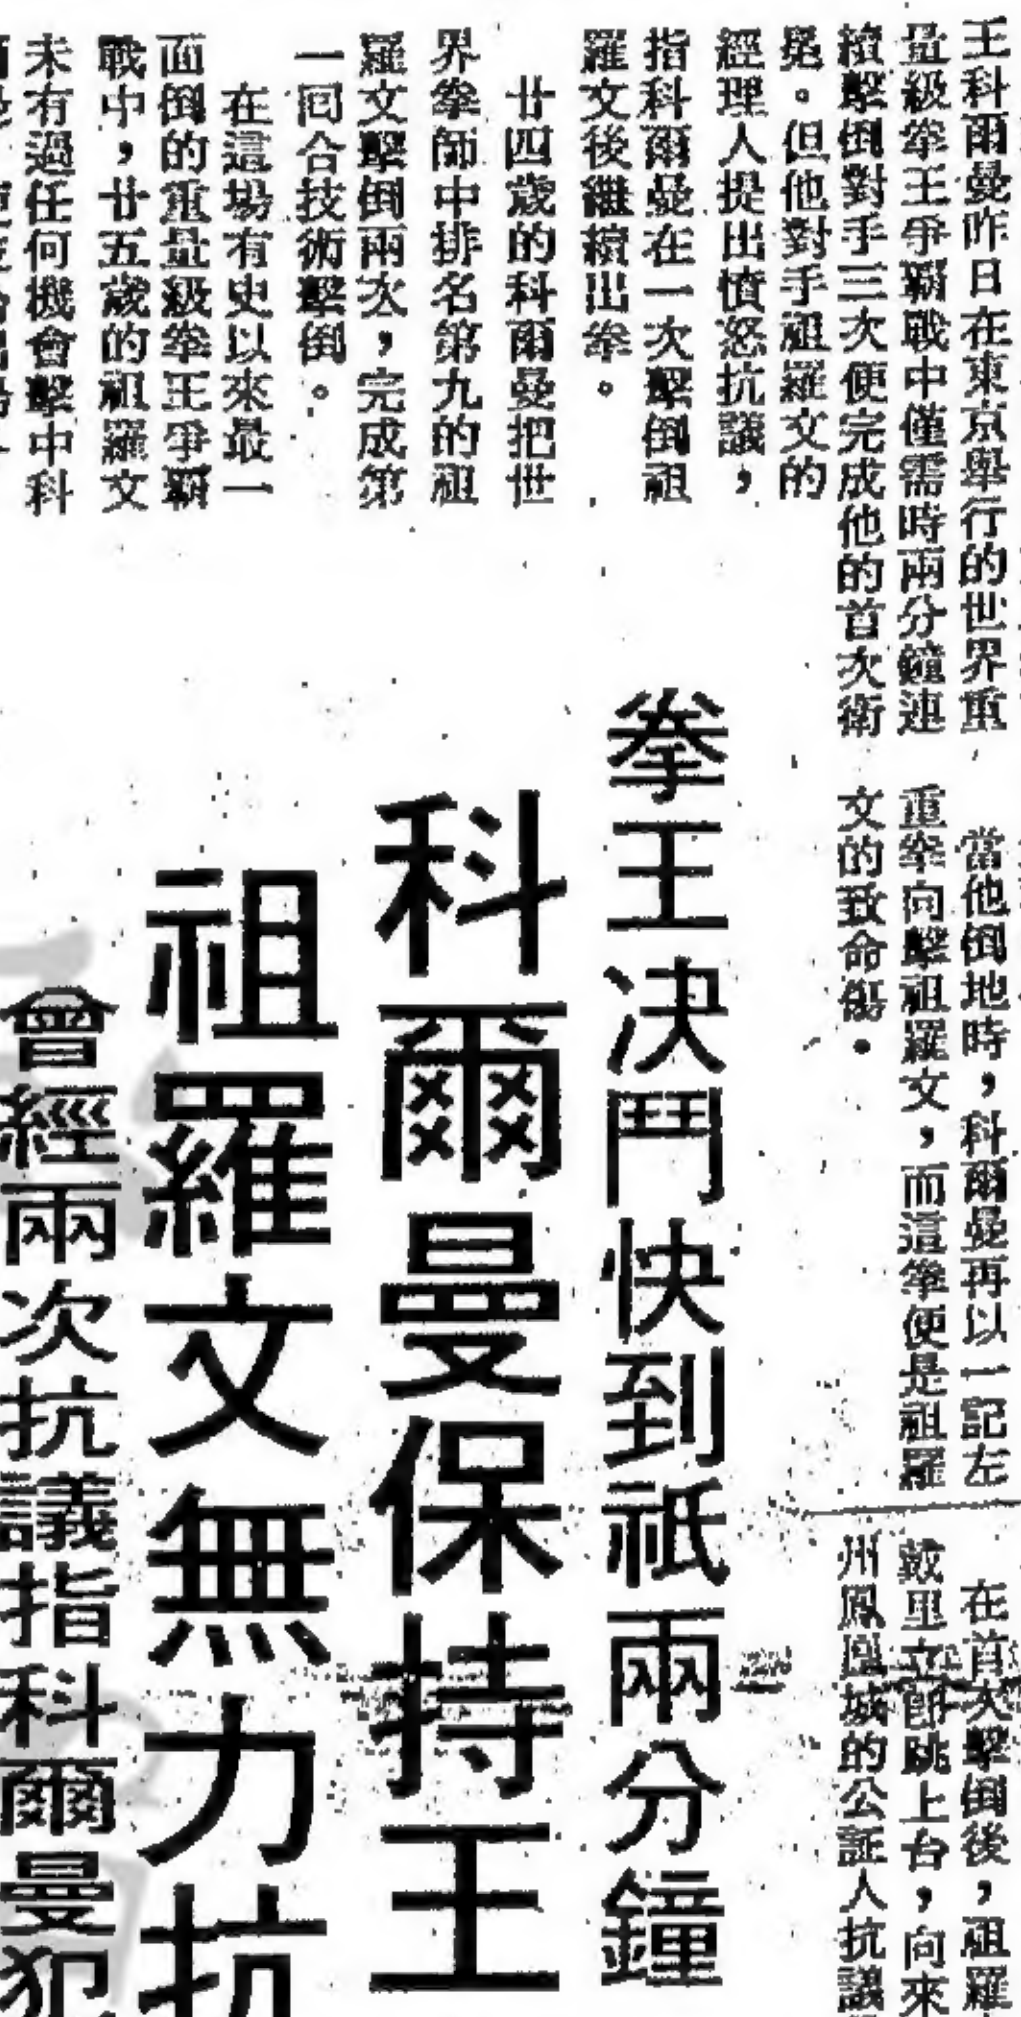 王科爾曼昨日在東京舉行的世界重
量級拳王爭霸戰中僅需時兩分鐘連
續擊倒對手三次便完成他的首次衛
冕。但他對手祖羅文的
經理人提出憤怒抗議，
指科爾曼在一次擊倒祖
羅文後繼續出拳。
廿四歲的科爾曼把世
界拳師中排名第九的祖
羅文擊倒兩次，完成第
一回合技術擊倒。
在這場有史以來最一
面倒的重量級拳王爭霸
戰中，廿五歲的祖羅文
未有過任何機會擊中科
拳王决鬥快到祇兩分鐘
科爾曼保持王
祖羅文無力抗
曾經兩次抗議指科爾曼犯
當他倒地時，科爾曼再以一記左
重拳向擊祖羅文，而這拳便是祖羅
文的致命傷。
在首次擊倒後，祖羅
里立即跳上台，向來
州鳳凰城的公証人抗議